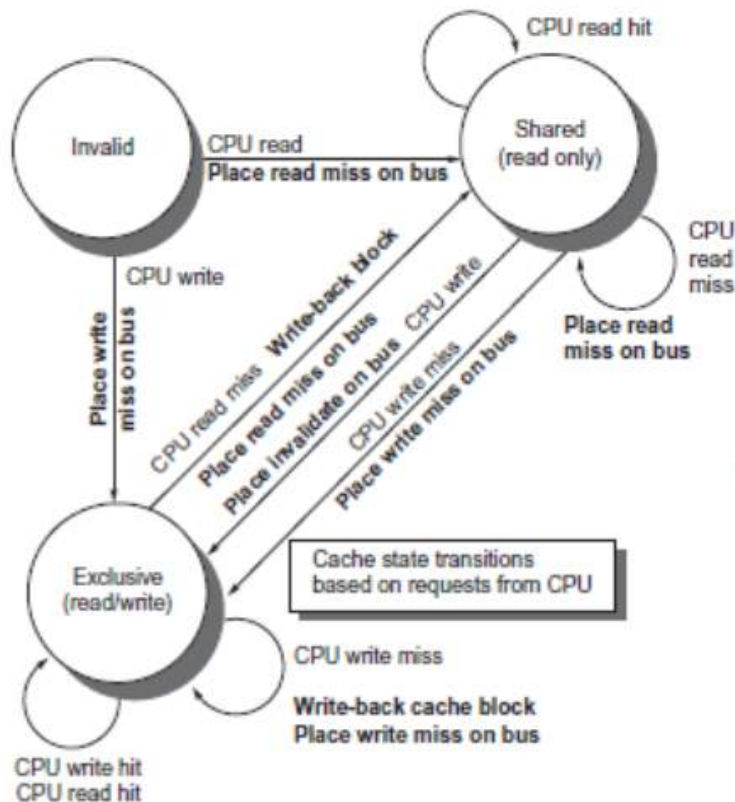 CPU read hit
Invalid
Shared
(read only)
CPU read
Place read miss on bus
CPU
read
miss
Place read
miss on bus
CPU write
Place write
miss on bus
CPU read miss
Write-back block
Place read miss on bus
Place invalidate on bus
CPU write
CPU write miss
Place write miss on bus
Cache state transitions
based on requests from CPU
Exclusive
(read/write)
CPU write miss
Write-back cache block
Place write miss on bus
CPU write hit
CPU read hit